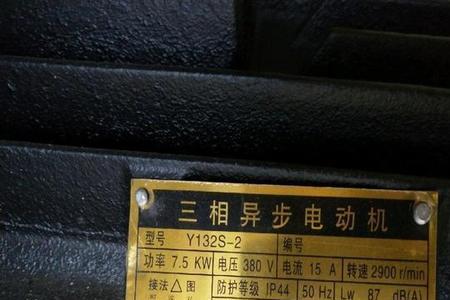 三相异步电动机
型号 Y132S-2 编号
功率 7.5 KW 电压 380 V 电流 15 A 转速 2900 r/min
接法 △ 图 防护等级 IP44 50 Hz Lw 87 dB(A)